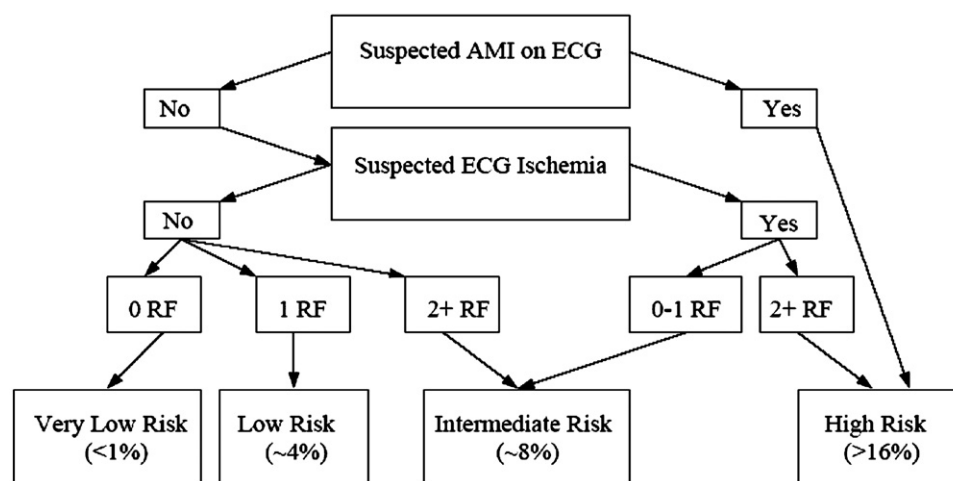 Suspected AMI on ECG
No
Yes
Suspected ECG Ischemia
No
Yes
0 RF
1 RF
2+ RF
0-1 RF
2+ RF
Very Low Risk
(<1%)
Low Risk
(~4%)
Intermediate Risk
(~8%)
High Risk
(>16%)